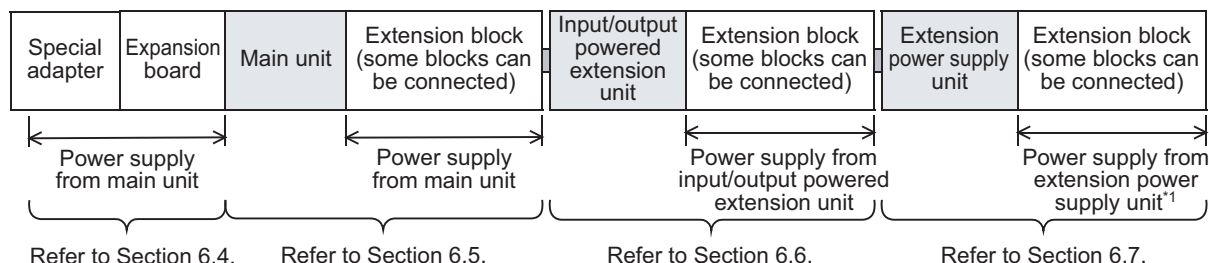 Special
adapter
Expansion
board
Main unit
Extension block
(some blocks can
be connected)
Input/output
powered
extension
unit
Extension block
(some blocks can
be connected)
Extension
power supply
unit
Extension block
(some blocks can
be connected)
Power supply
from main unit
Power supply
from main unit
Power supply from
input/output powered
extension unit
Power supply from
extension power
supply unit*1
Refer to Section 6.4.
Refer to Section 6.5.
Refer to Section 6.6.
Refer to Section 6.7.